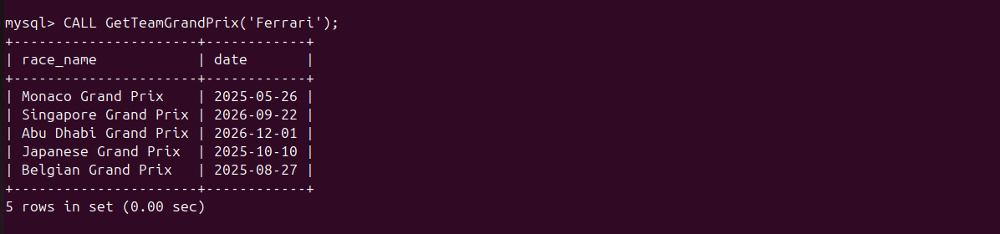 mysql> CALL GetTeamGrandPrix('Ferrari');
+----------------------+------------+
| race_name            | date       |
+----------------------+------------+
| Monaco Grand Prix    | 2025-05-26 |
| Singapore Grand Prix | 2026-09-22 |
| Abu Dhabi Grand Prix | 2026-12-01 |
| Japanese Grand Prix  | 2025-10-10 |
| Belgian Grand Prix   | 2025-08-27 |
+----------------------+------------+
5 rows in set (0.00 sec)